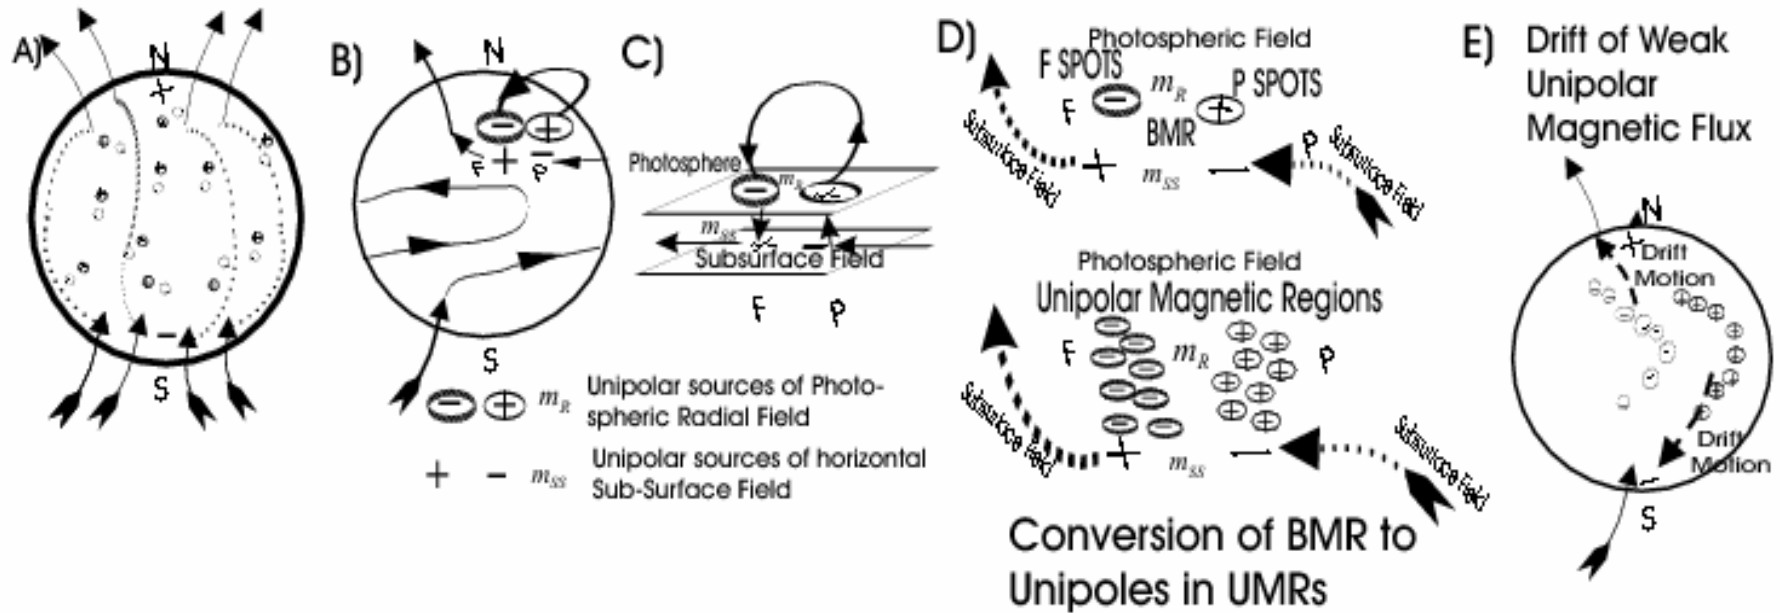 A)
N
+
−
S
B)
N
− +
F + − P
S
− + m_R Unipolar sources of Photo-
spheric Radial Field
+ − m_SS Unipolar sources of horizontal
Sub-Surface Field
C)
Photosphere
− m_R
m_SS
−
Subsurface Field
F P
D)
Photospheric Field
F SPOTS
P SPOTS
F − m_R +
BMR
P
+ m_SS −
Subsurface Field
Subsurface Field
Photospheric Field
Unipolar Magnetic Regions
F m_R P
+ m_SS −
Subsurface Field
Subsurface Field
Conversion of BMR to
Unipoles in UMRs
E) Drift of Weak
Unipolar
Magnetic Flux
N
+
Drift
Motion
Drift
Motion
−
S